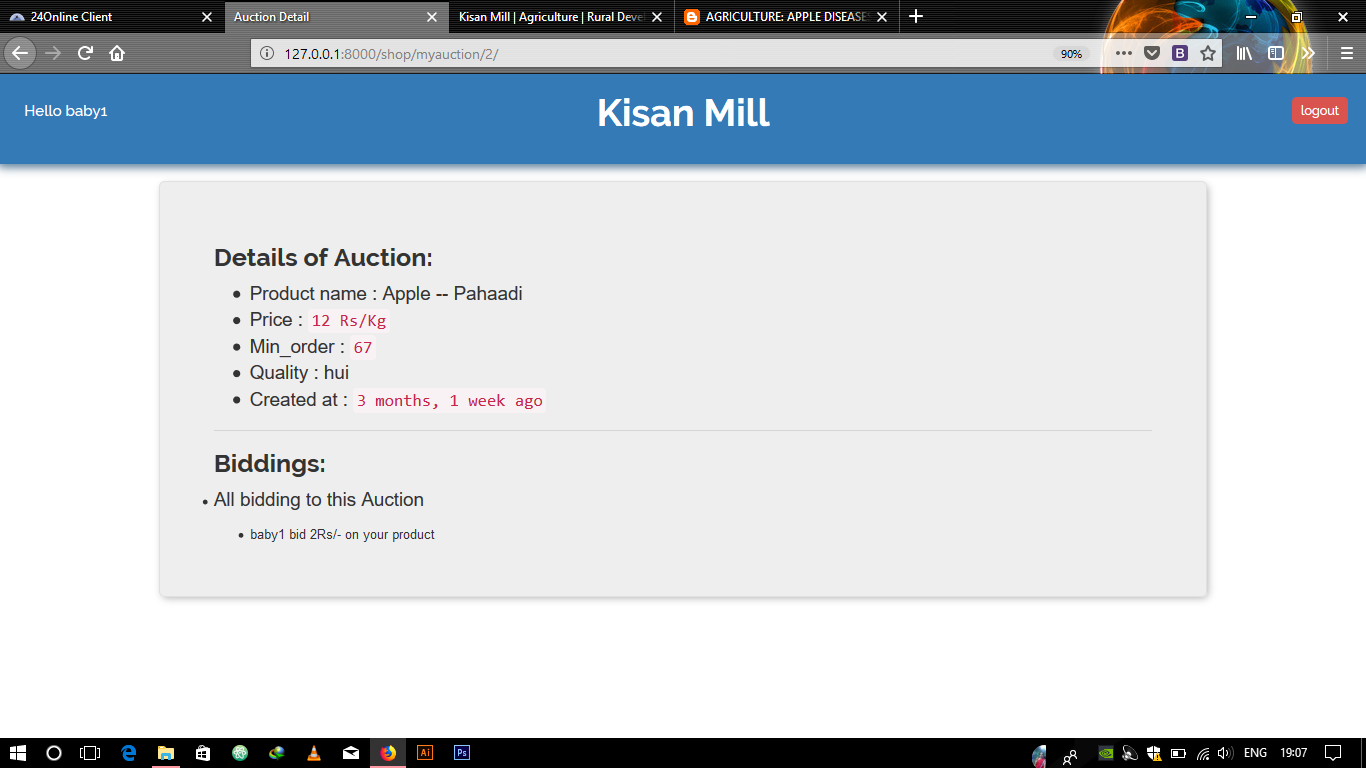 24Online Client
Auction Detail
Kisan Mill | Agriculture | Rural Deve
AGRICULTURE: APPLE DISEASE
127.0.0.1:8000/shop/myauction/2/
90%
B
Hello baby1
Kisan Mill
logout
Details of Auction:
Product name : Apple -- Pahaadi
Price : 12 Rs/Kg
Min_order : 67
Quality : hui
Created at : 3 months, 1 week ago
Biddings:
All bidding to this Auction
baby1 bid 2Rs/- on your product
Ai
Ps
ENG
19:07